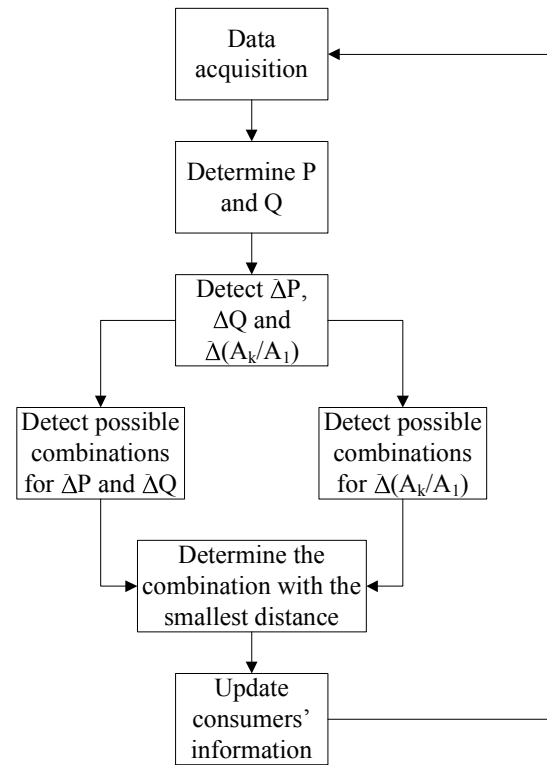 Data
acquisition
Determine P
and Q
Detect ΔP,
ΔQ and
Δ(Ak/A1)
Detect possible
combinations
for ΔP and ΔQ
Detect possible
combinations
for Δ(Ak/A1)
Determine the
combination with the
smallest distance
Update
consumers’
information